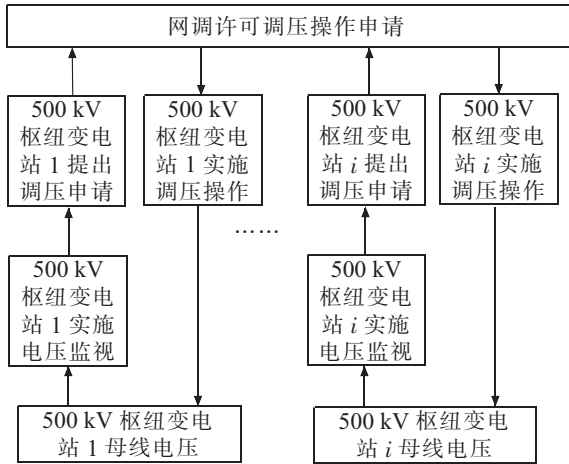 网调许可调压操作申请
500 kV
枢纽变电
站 1 提出
调压申请
500 kV
枢纽变电
站 1 实施
调压操作
500 kV
枢纽变电
站 i 提出
调压申请
500 kV
枢纽变电
站 i 实施
调压操作
……
500 kV
枢纽变电
站 1 实施
电压监视
500 kV
枢纽变电
站 i 实施
电压监视
500 kV 枢纽变电
站 1 母线电压
500 kV 枢纽变电
站 i 母线电压